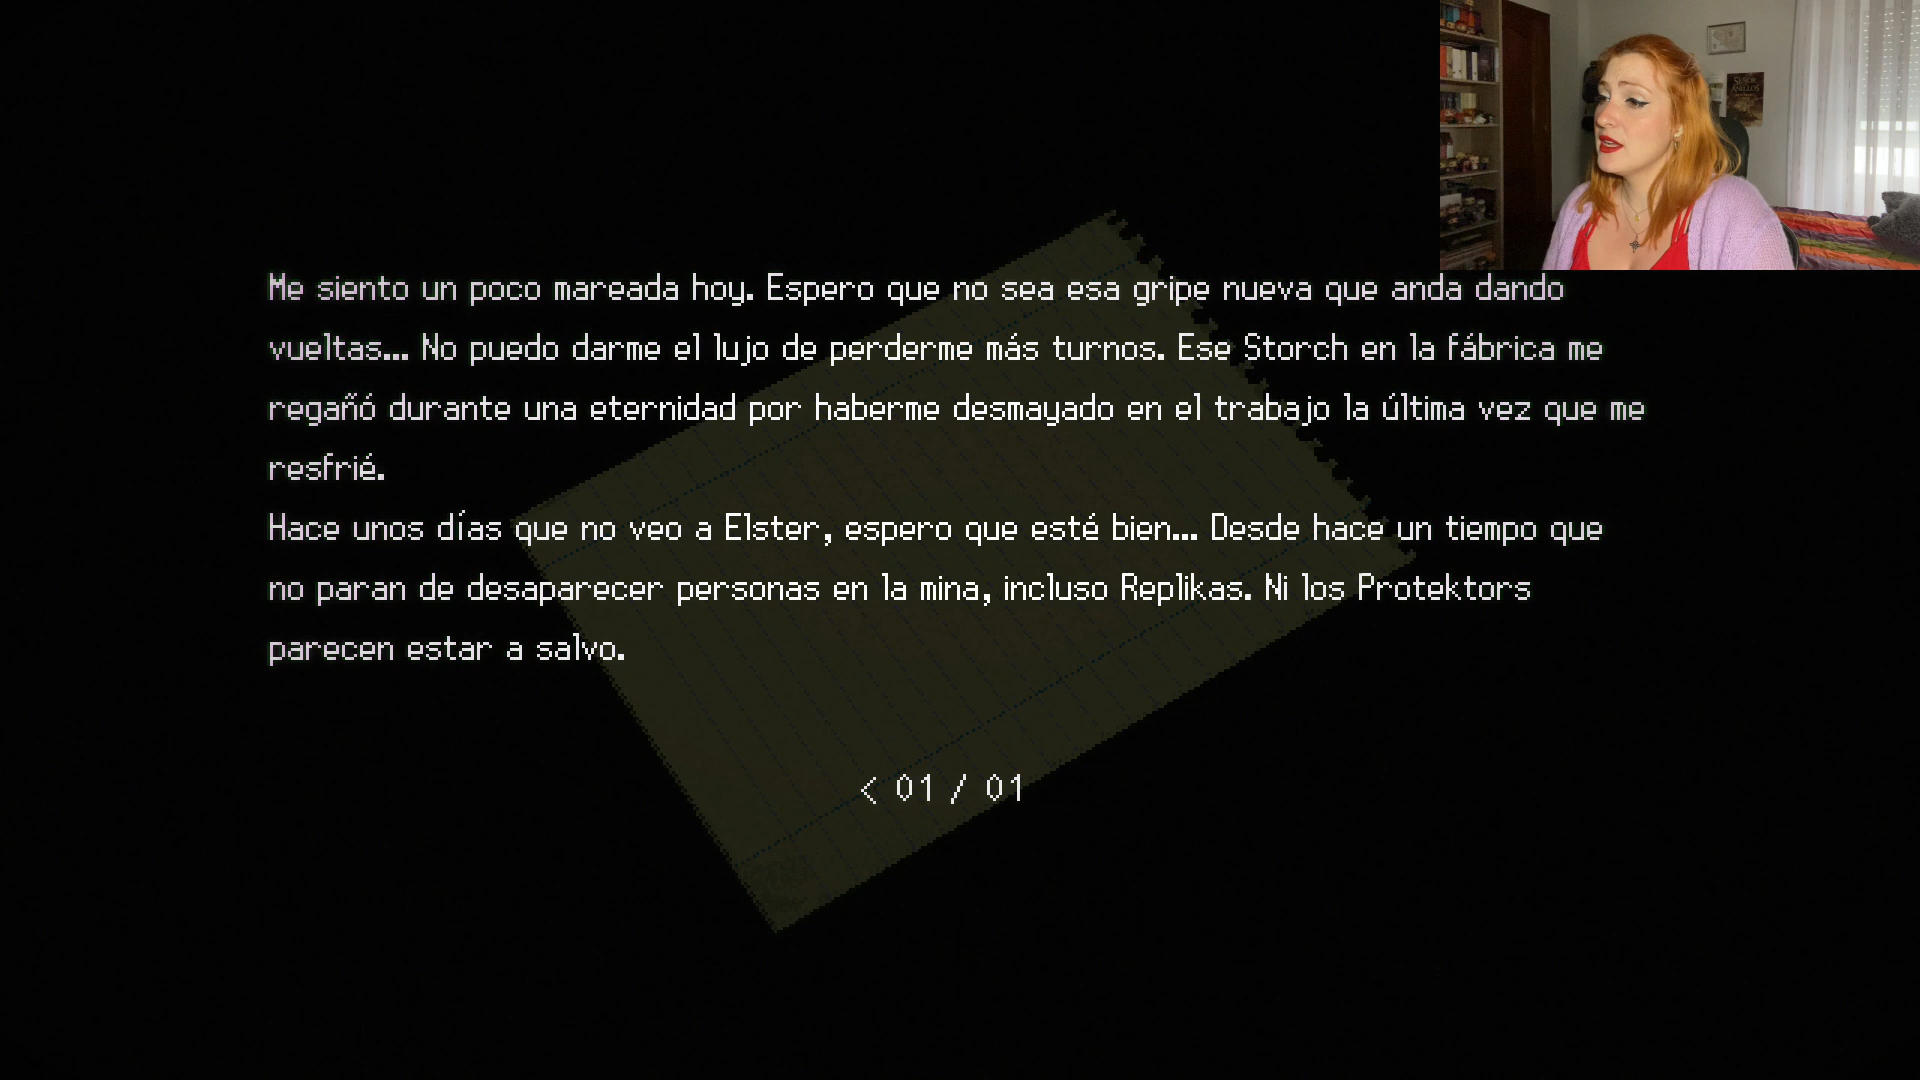 SEÑOR
ANILLOS
Me siento un poco mareada hoy. Espero que no sea esa gripe nueva que anda dando
vueltas... No puedo darme el lujo de perderme más turnos. Ese Storch en la fábrica me
regañó durante una eternidad por haberme desmayado en el trabajo la última vez que me
resfrié.
Hace unos días que no veo a Elster, espero que esté bien... Desde hace un tiempo que
no paran de desaparecer personas en la mina, incluso Replikas. Ni los Protektors
parecen estar a salvo.
< 01 / 01